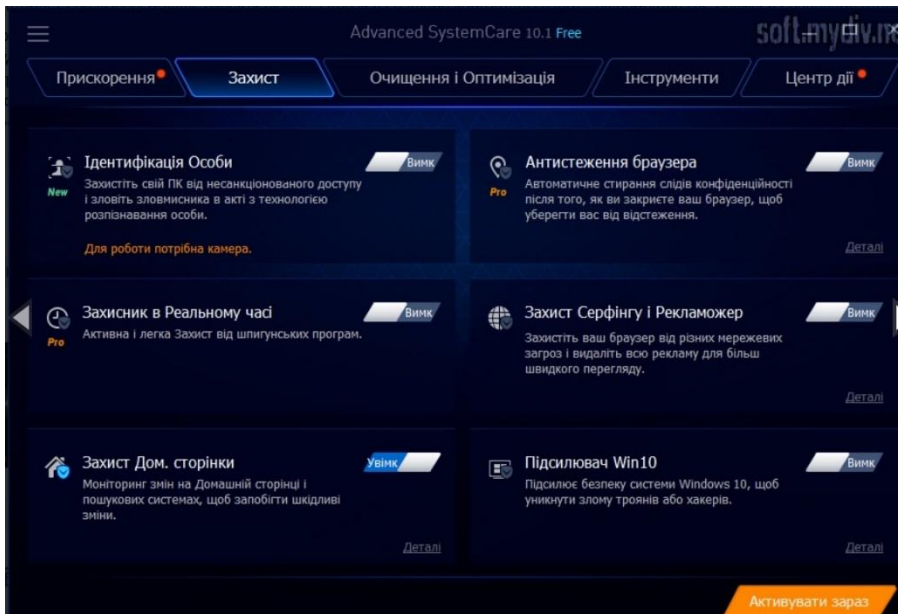 Advanced SystemCare 10.1 Free
soft.mydiv.ne
Прискорення
Захист
Очищення і Оптимізація
Інструменти
Центр дії
Ідентифікація Особи
Вимк
New
Захистіть свій ПК від несанкціонованого доступу
і зловіть зловмисника в акті з технологією
розпізнавання особи.
Для роботи потрібна камера.
Антистеження браузера
Вимк
Pro
Автоматичне стирання слідів конфіденційності
після того, як ви закриєте ваш браузер, щоб
уберегти вас від відстеження.
Деталі
Захисник в Реальному часі
Вимк
Pro
Активна і легка Захист від шпигунських програм.
Захист Серфінгу і Рекламожер
Вимк
Захистіть ваш браузер від різних мережевих
загроз і видаліть всю рекламу для більш
швидкого перегляду.
Деталі
Захист Дом. сторінки
Увімк
Моніторинг змін на Домашній сторінці і
пошукових системах, щоб запобігти шкідливі
зміни.
Деталі
Підсилювач Win10
Вимк
Підсилює безпеку системи Windows 10, щоб
уникнути злому троянів або хакерів.
Деталі
Активувати зараз